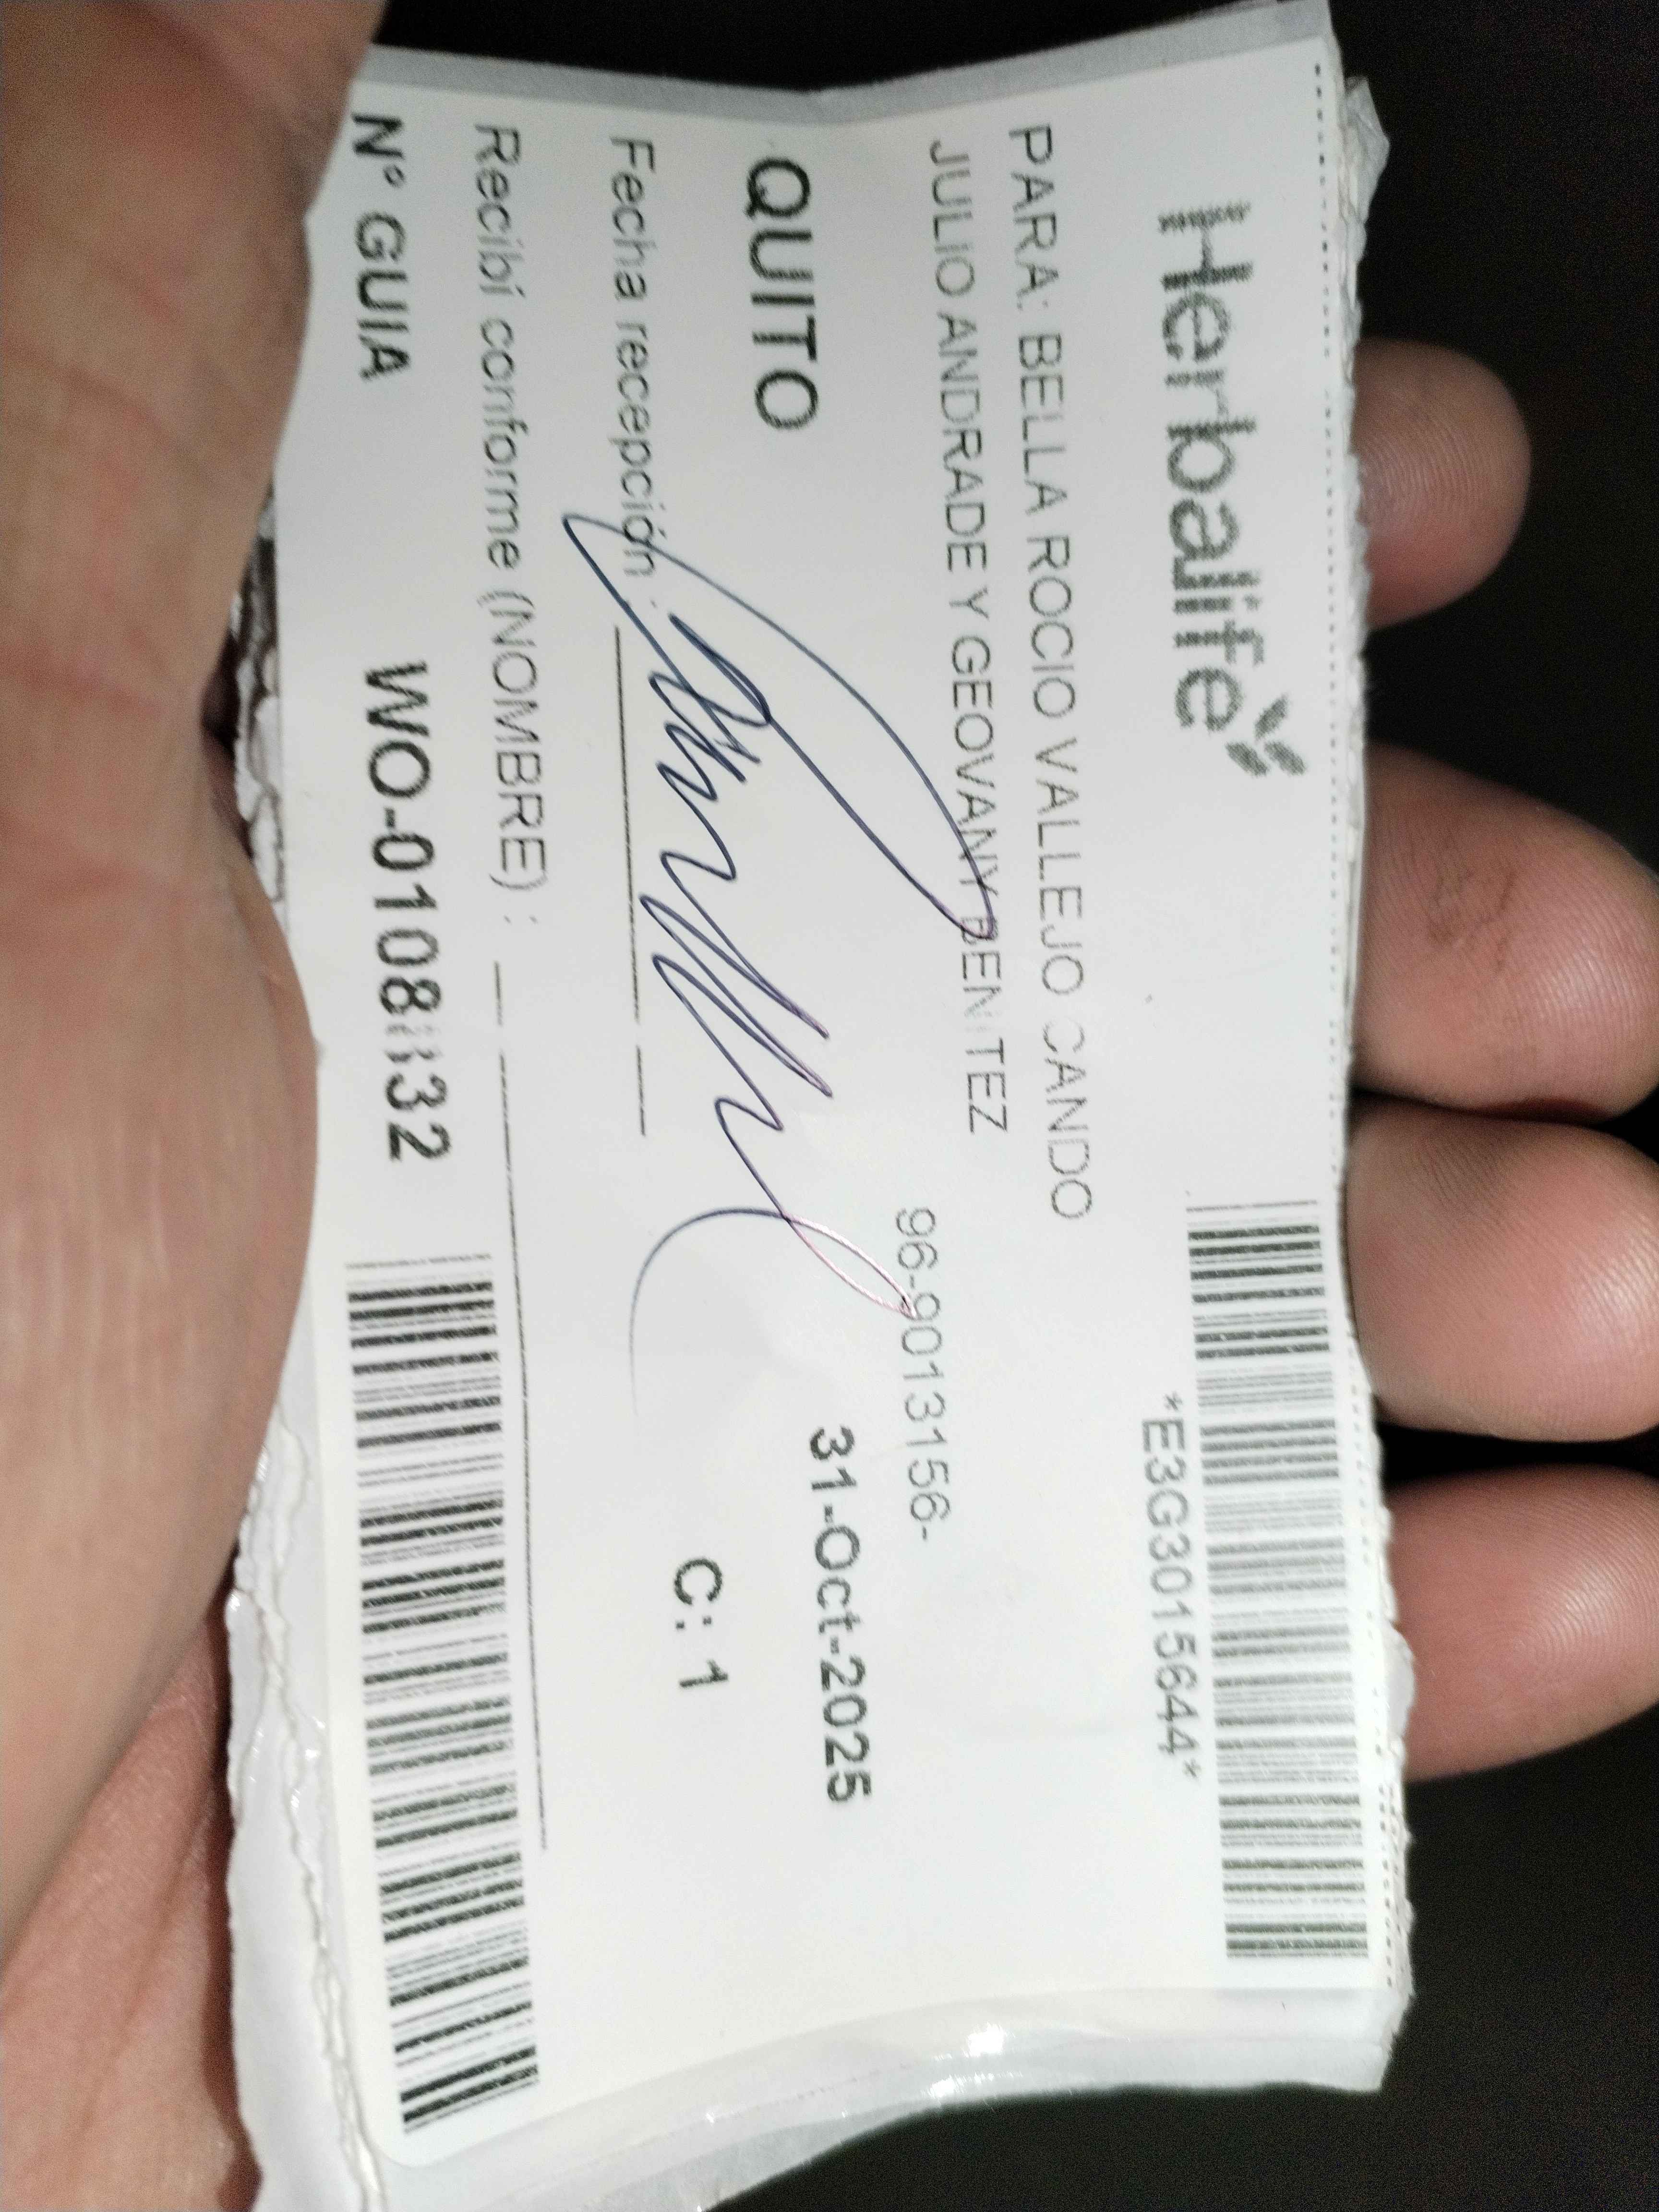 Herbalife
*E3G3015644*
PARA: BELLA ROCIO VALLEJO CANDO
JULIO ANDRADE Y GEOVANY BENITEZ
96-9013156-
QUITO
31-Oct-2025
Fecha recepción :
C: 1
Recibí conforme (NOMBRE) :
Nº GUIA